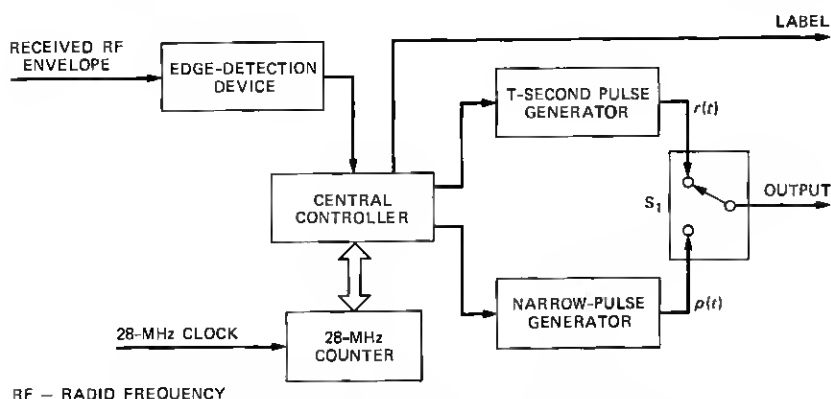 LABEL
RECEIVED RF
ENVELOPE
EDGE-DETECTION
DEVICE
T-SECOND PULSE
GENERATOR
r(t)
CENTRAL
CONTROLLER
S1
OUTPUT
NARROW-PULSE
GENERATOR
p(t)
28-MHz CLOCK
28-MHz
COUNTER
RF – RADIO FREQUENCY